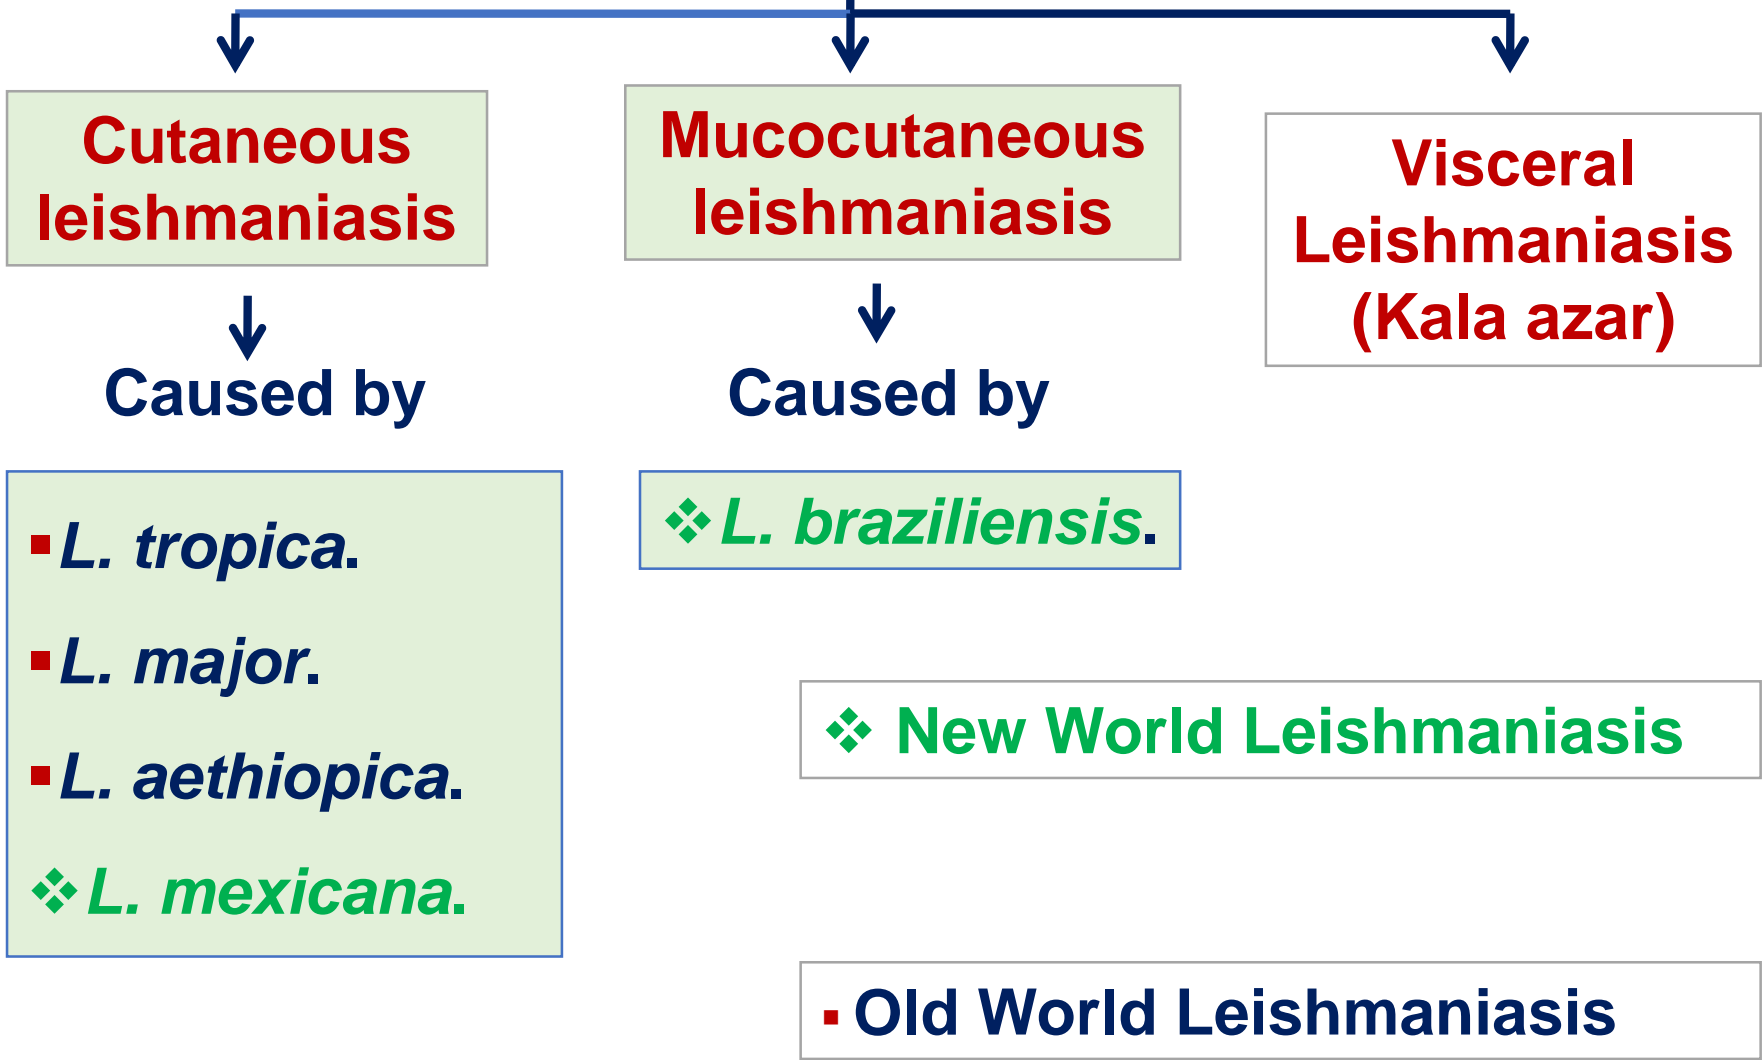 Cutaneous
leishmaniasis
Mucocutaneous
leishmaniasis
Visceral
Leishmaniasis
(Kala azar)
Caused by
Caused by
▪L. tropica.
▪L. major.
▪L. aethiopica.
❖L. mexicana.
❖L. braziliensis.
❖ New World Leishmaniasis
▪ Old World Leishmaniasis